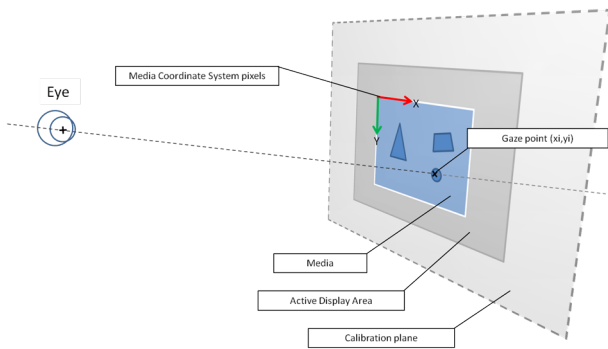 Media Coordinate System pixels
Eye
X
Y
Gaze point (xi,yi)
Media
Active Display Area
Calibration plane